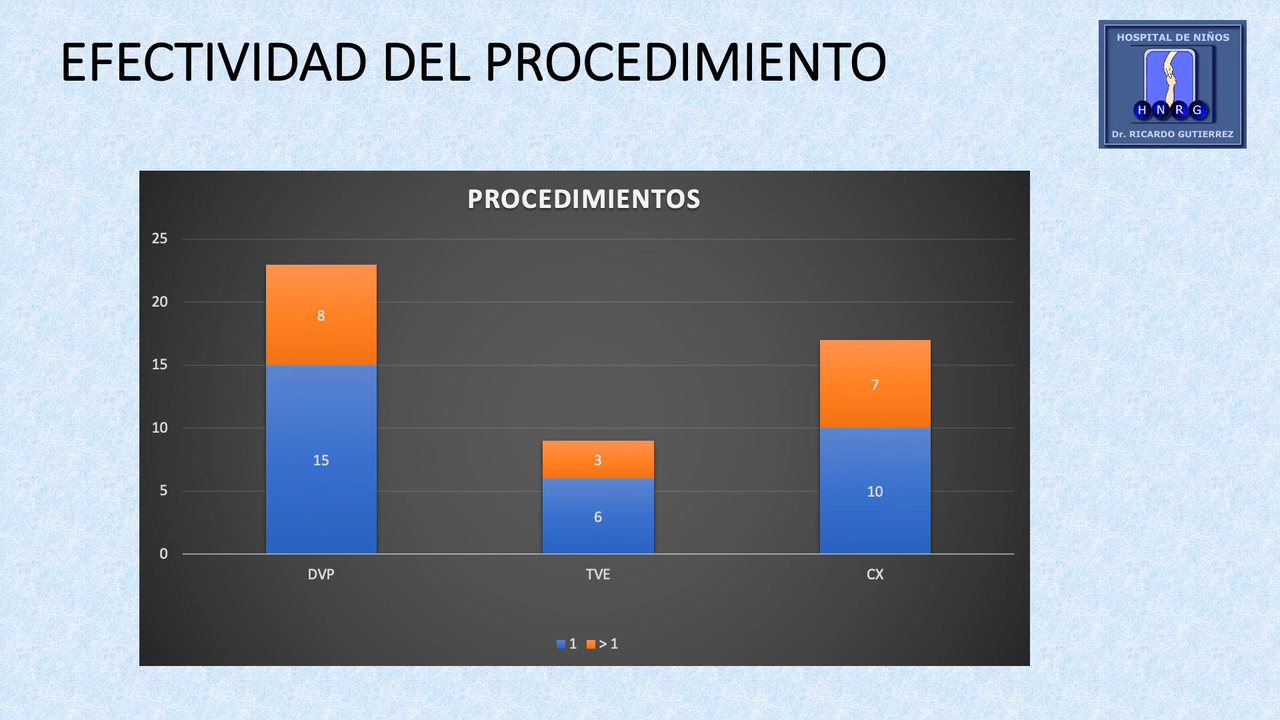 EFECTIVIDAD DEL PROCEDIMIENTO
HOSPITAL DE NIÑOS
H N R G
Dr. RICARDO GUTIERREZ
PROCEDIMIENTOS
25
20
15
10
5
0
8
15
3
6
7
10
DVP TVE CX
1 > 1